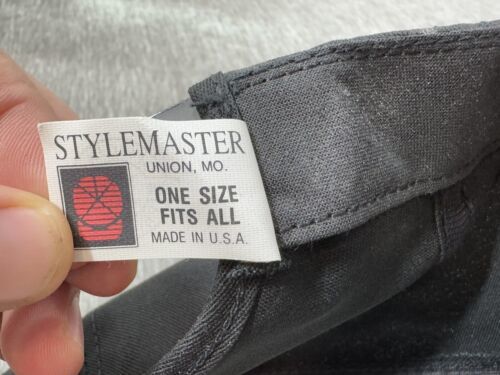 STYLEMASTER
UNION, MO.
ONE SIZE
FITS ALL
MADE IN U.S.A.